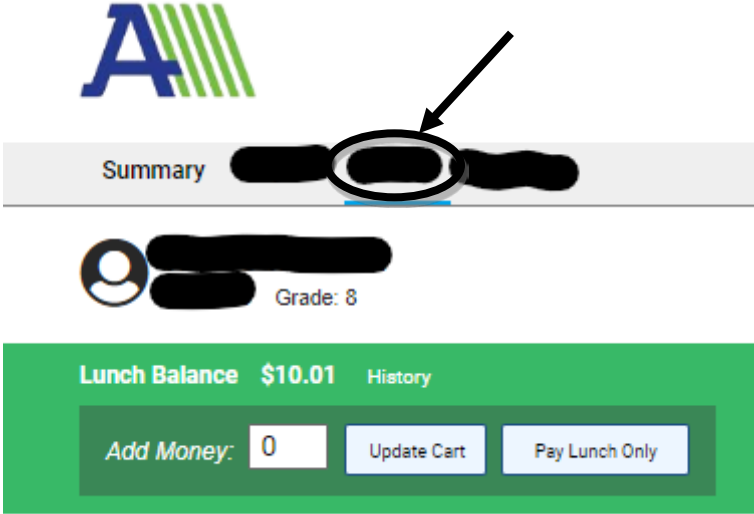 A
Summary
Grade: 8
Lunch Balance $10.01 History
Add Money: 0 Update Cart Pay Lunch Only